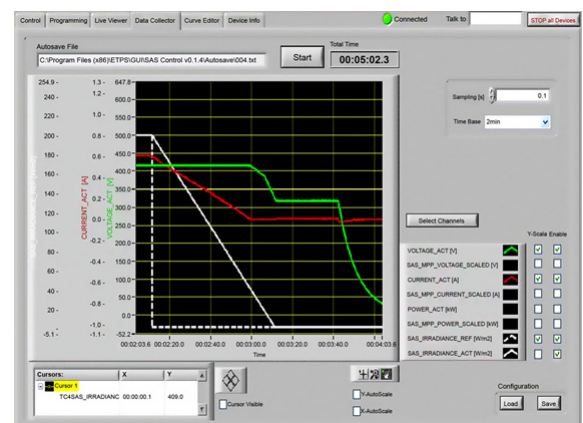 Control Programming Live Viewer Data Collector Curve Editor Device Info
Connected Talk to STOP all Devices
Autosave File
C:\Program Files (x86)\ETPS\GUI\SAS Control v0.1.4\Autosave\004.txt
Start
Total Time
00:05:02.3
254.9 - 1.3 - 647.8-
240 - 1.2 - 600.0-
220 - 1.0 - 550.0-
200 - 0.8 - 500.0-
180 - 0.6 - 450.0-
160 - 400.0-
0.4 - 350.0-
140 - 0.2 - 300.0-
120 - 0.0 - 250.0-
100 - -0.2 - 200.0-
80 - 150.0-
60 - -0.4 - 100.0-
40 - -0.6 - 50.0-
20 - -0.8 - 0.0-
-5.1 - -1.0 - -52.2-
-1.1 -
CURRENT_ACT [A]
VOLTAGE_ACT [V]
00:02:03.6 00:02:20.0 00:02:40.0 00:03:00.0 00:03:20.0 00:03:40.0 00:04:03.6
Time
Sampling [s] 0.1
Time Base 2min
Select Channels
Y-Scale Enable
VOLTAGE_ACT [V]
SAS_MPP_VOLTAGE_SCALED [V]
CURRENT_ACT [A]
SAS_MPP_CURRENT_SCALED [A]
POWER_ACT [kW]
SAS_MPP_POWER_SCALED [kW]
SAS_IRRADIANCE_REF [W/m2]
SAS_IRRADIANCE_ACT [W/m2]
Cursors: X Y
Cursor 1
TC4SAS_IRRADIANC 00:00:00.1 409.0
Cursor Visible
Y-AutoScale
X-AutoScale
Configuration
Load Save